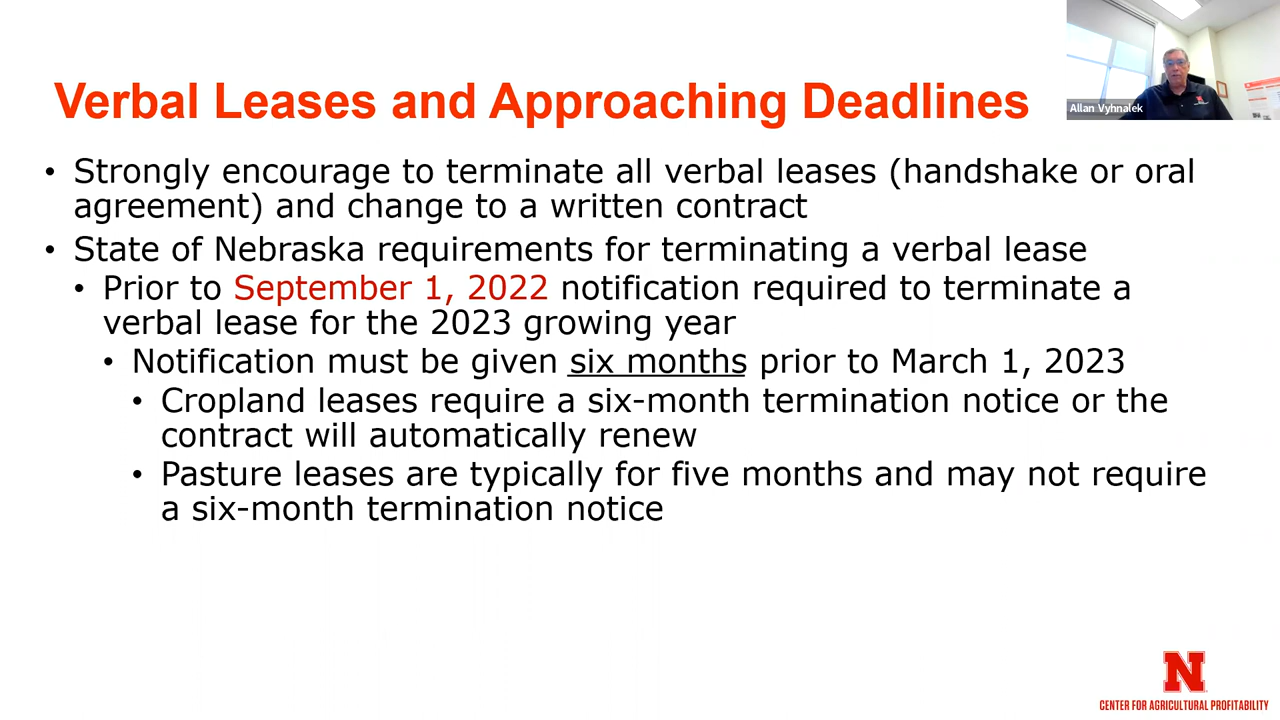 Verbal Leases and Approaching Deadlines
Allan Vyhnalek
• Strongly encourage to terminate all verbal leases (handshake or oral
agreement) and change to a written contract
• State of Nebraska requirements for terminating a verbal lease
• Prior to September 1, 2022 notification required to terminate a
verbal lease for the 2023 growing year
• Notification must be given six months prior to March 1, 2023
• Cropland leases require a six-month termination notice or the
contract will automatically renew
• Pasture leases are typically for five months and may not require
a six-month termination notice
N
CENTER FOR AGRICULTURAL PROFITABILITY